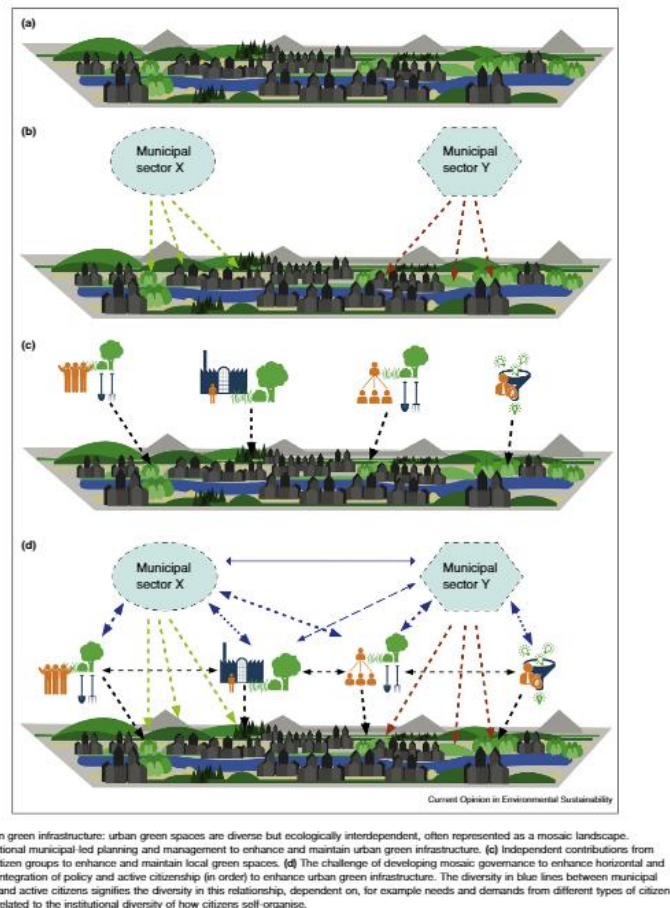 (a)
(b)
Municipal
sector X
Municipal
sector Y
(c)
(d)
Municipal
sector X
Municipal
sector Y
Current Opinion in Environmental Sustainability
n green infrastructure: urban green spaces are diverse but ecologically interdependent, often represented as a mosaic landscape.
tional municipal-led planning and management to enhance and maintain urban green infrastructure. (c) Independent contributions from
tizen groups to enhance and maintain local green spaces. (d) The challenge of developing mosaic governance to enhance horizontal and
integration of policy and active citizenship (in order) to enhance urban green infrastructure. The diversity in blue lines between municipal
and active citizens signifies the diversity in this relationship, dependent on, for example needs and demands from different types of citizen
related to the institutional diversity of how citizens self-organise.